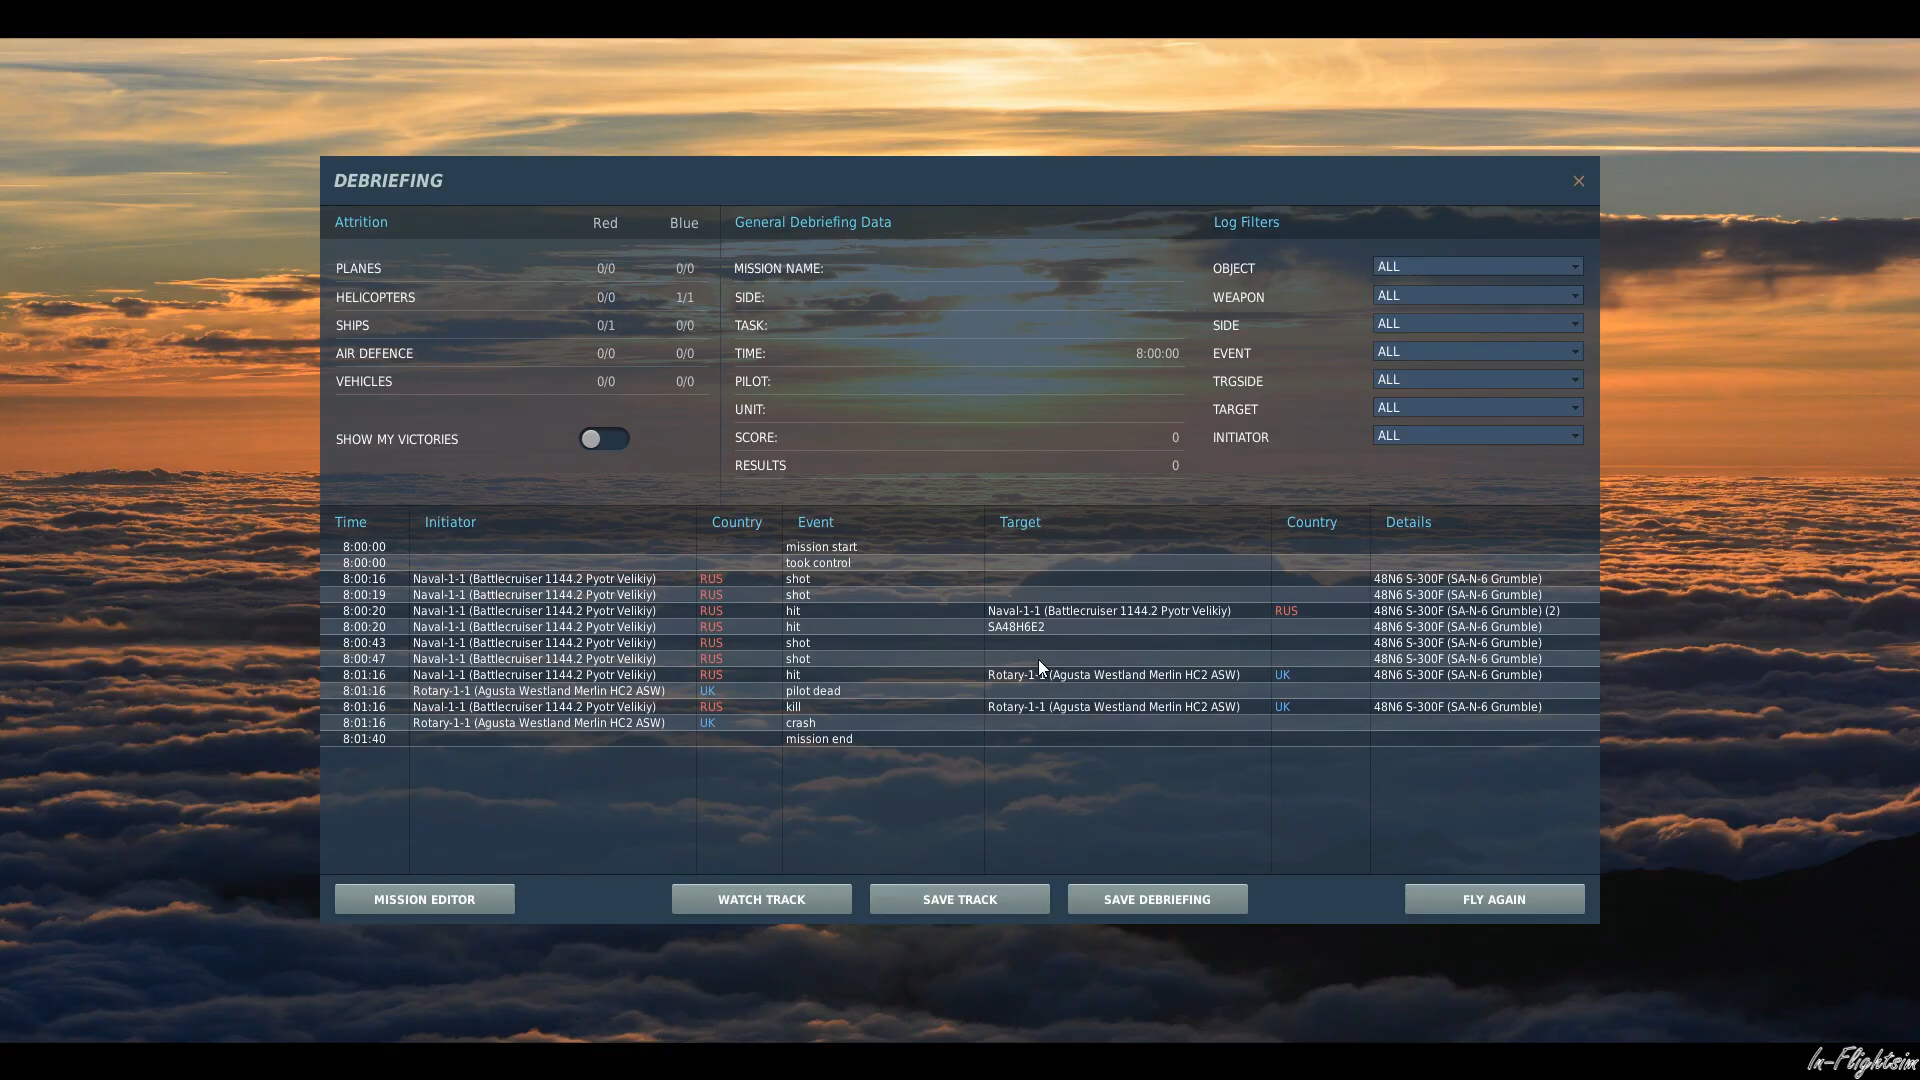 DEBRIEFING ×
Attrition Red Blue General Debriefing Data Log Filters
PLANES 0/0 0/0 MISSION NAME: OBJECT ALL
HELICOPTERS 0/0 1/1 SIDE: WEAPON ALL
SHIPS 0/1 0/0 TASK: SIDE ALL
AIR DEFENCE 0/0 0/0 TIME: 8:00:00 EVENT ALL
VEHICLES 0/0 0/0 PILOT: TRGSIDE ALL
UNIT: TARGET ALL
SHOW MY VICTORIES SCORE: 0 INITIATOR ALL
RESULTS 0
Time Initiator Country Event Target Country Details
8:00:00 mission start
8:00:00 took control
8:00:16 Naval-1-1 (Battlecruiser 1144.2 Pyotr Velikiy) RUS shot 48N6 S-300F (SA-N-6 Grumble)
8:00:19 Naval-1-1 (Battlecruiser 1144.2 Pyotr Velikiy) RUS shot 48N6 S-300F (SA-N-6 Grumble)
8:00:20 Naval-1-1 (Battlecruiser 1144.2 Pyotr Velikiy) RUS hit Naval-1-1 (Battlecruiser 1144.2 Pyotr Velikiy) RUS 48N6 S-300F (SA-N-6 Grumble) (2)
8:00:20 Naval-1-1 (Battlecruiser 1144.2 Pyotr Velikiy) RUS hit SA48H6E2 48N6 S-300F (SA-N-6 Grumble)
8:00:43 Naval-1-1 (Battlecruiser 1144.2 Pyotr Velikiy) RUS shot 48N6 S-300F (SA-N-6 Grumble)
8:00:47 Naval-1-1 (Battlecruiser 1144.2 Pyotr Velikiy) RUS shot 48N6 S-300F (SA-N-6 Grumble)
8:01:16 Naval-1-1 (Battlecruiser 1144.2 Pyotr Velikiy) RUS hit Rotary-1-1 (Agusta Westland Merlin HC2 ASW) UK 48N6 S-300F (SA-N-6 Grumble)
8:01:16 Rotary-1-1 (Agusta Westland Merlin HC2 ASW) UK pilot dead
8:01:16 Naval-1-1 (Battlecruiser 1144.2 Pyotr Velikiy) RUS kill Rotary-1-1 (Agusta Westland Merlin HC2 ASW) UK 48N6 S-300F (SA-N-6 Grumble)
8:01:16 Rotary-1-1 (Agusta Westland Merlin HC2 ASW) UK crash
8:01:40 mission end
MISSION EDITOR WATCH TRACK SAVE TRACK SAVE DEBRIEFING FLY AGAIN
In-Flightsim